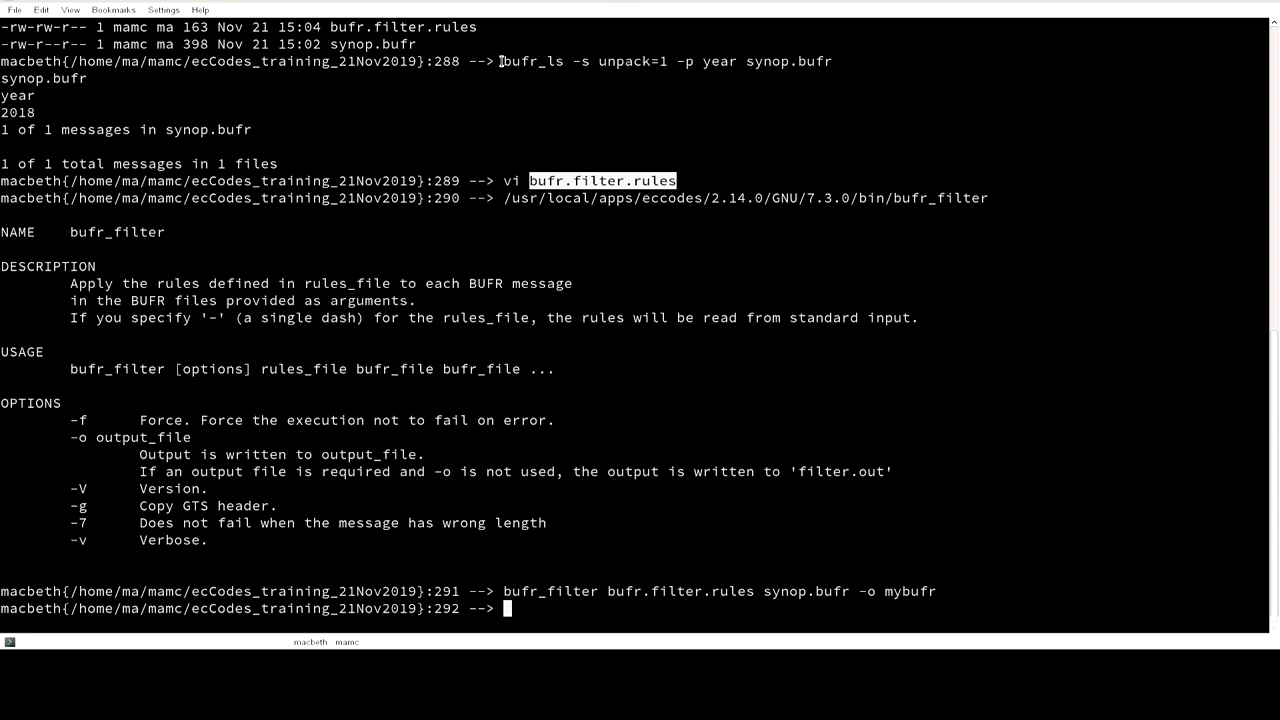 File Edit View Bookmarks Settings Help
-rw-rw-r-- 1 mamc ma 163 Nov 21 15:04 bufr.filter.rules
-rw-r--r-- 1 mamc ma 398 Nov 21 15:02 synop.bufr
macbeth{/home/ma/mamc/ecCodes_training_21Nov2019}:288 --> bufr_ls -s unpack=1 -p year synop.bufr
synop.bufr
year
2018
1 of 1 messages in synop.bufr
1 of 1 total messages in 1 files
macbeth{/home/ma/mamc/ecCodes_training_21Nov2019}:289 --> vi bufr.filter.rules
macbeth{/home/ma/mamc/ecCodes_training_21Nov2019}:290 --> /usr/local/apps/eccodes/2.14.0/GNU/7.3.0/bin/bufr_filter
NAME bufr_filter
DESCRIPTION
Apply the rules defined in rules_file to each BUFR message
in the BUFR files provided as arguments.
If you specify '-' (a single dash) for the rules_file, the rules will be read from standard input.
USAGE
bufr_filter [options] rules_file bufr_file bufr_file ...
OPTIONS
-f Force. Force the execution not to fail on error.
-o output_file
Output is written to output_file.
If an output file is required and -o is not used, the output is written to 'filter.out'
-V Version.
-g Copy GTS header.
-7 Does not fail when the message has wrong length
-v Verbose.
macbeth{/home/ma/mamc/ecCodes_training_21Nov2019}:291 --> bufr_filter bufr.filter.rules synop.bufr -o mybufr
macbeth{/home/ma/mamc/ecCodes_training_21Nov2019}:292 -->
macbeth mamc